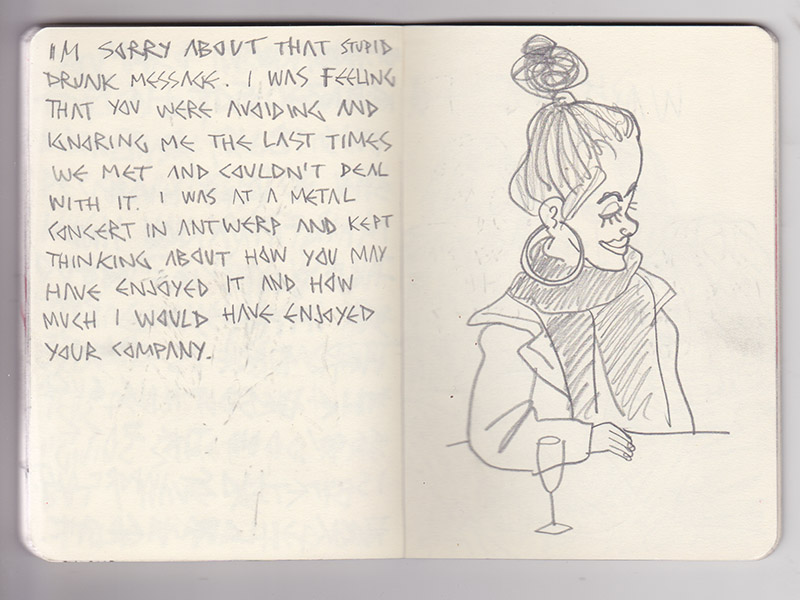 IM SORRY ABOUT THAT STUPID
DRUNK MESSAGE. I WAS FEELING
THAT YOU WERE AVOIDING AND
IGNORING ME THE LAST TIMES
WE MET AND COULDN'T DEAL
WITH IT. I WAS AT A METAL
CONCERT IN ANTWERP AND KEPT
THINKING ABOUT HOW YOU MAY
HAVE ENJOYED IT AND HOW
MUCH I WOULD HAVE ENJOYED
YOUR COMPANY.